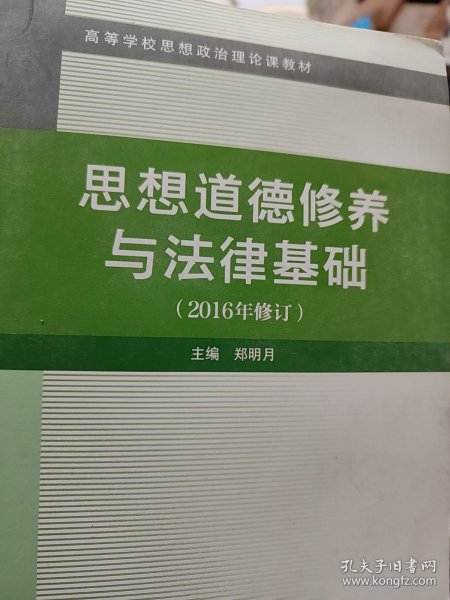 高等学校思想政治理论课教材
思想道德修养
与法律基础
(2016年修订)
主编 郑明月
孔夫子旧书网
www.kongfz.com